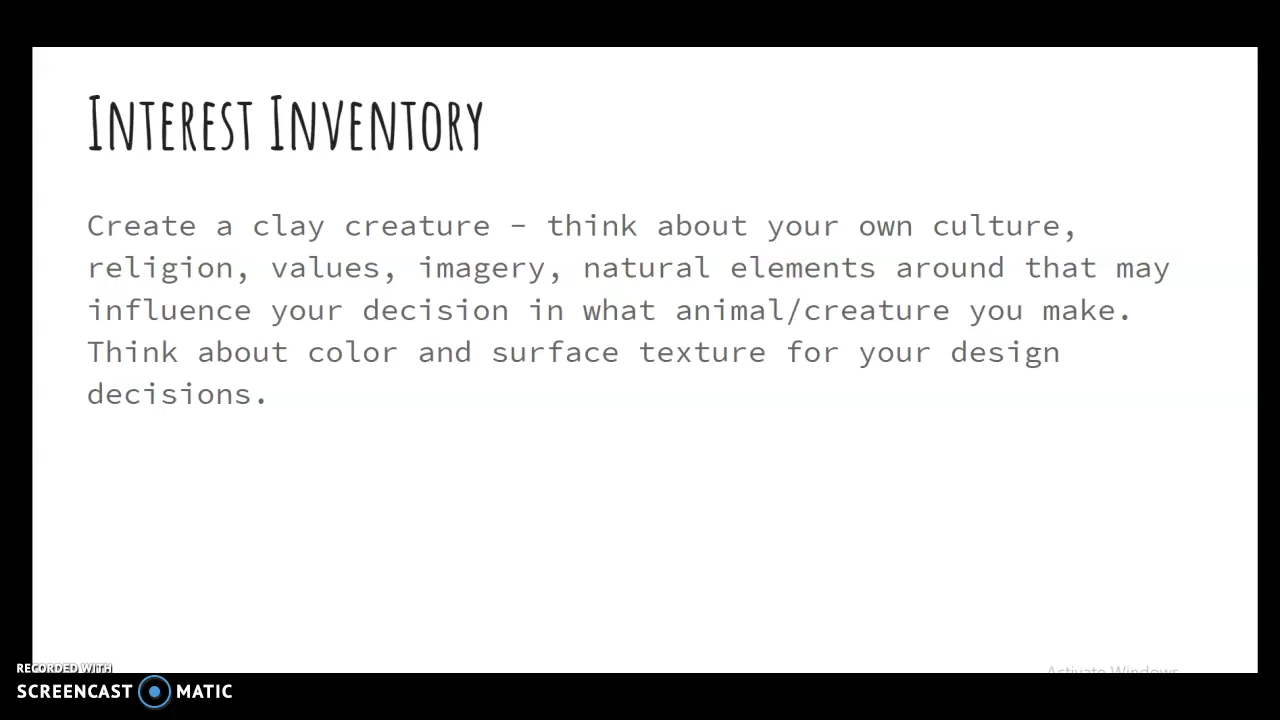 Interest Inventory
Create a clay creature – think about your own culture,
religion, values, imagery, natural elements around that may
influence your decision in what animal/creature you make.
Think about color and surface texture for your design
decisions.
Activate Windows
RECORDED WITH
SCREENCAST MATIC